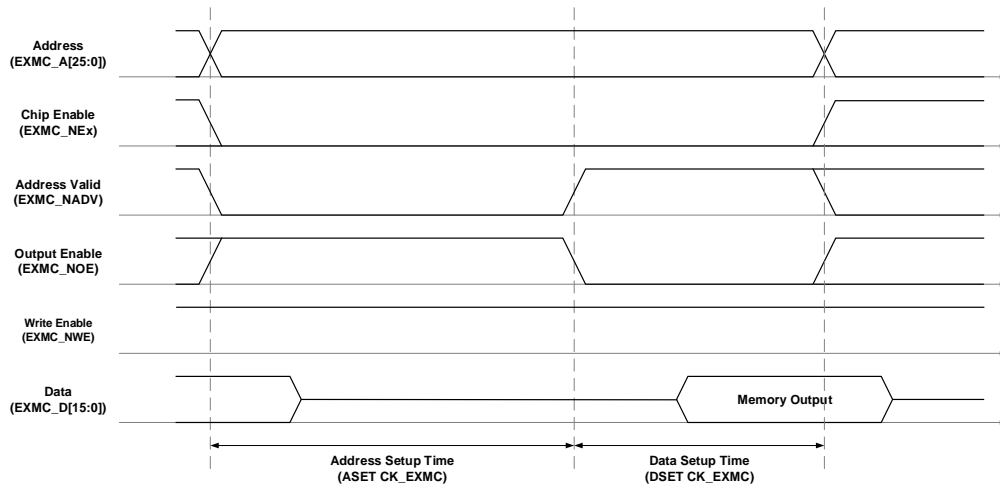 Address
(EXMC_A[25:0])
Chip Enable
(EXMC_NEx)
Address Valid
(EXMC_NADV)
Output Enable
(EXMC_NOE)
Write Enable
(EXMC_NWE)
Data
(EXMC_D[15:0])
Memory Output
Address Setup Time
(ASET CK_EXMC)
Data Setup Time
(DSET CK_EXMC)